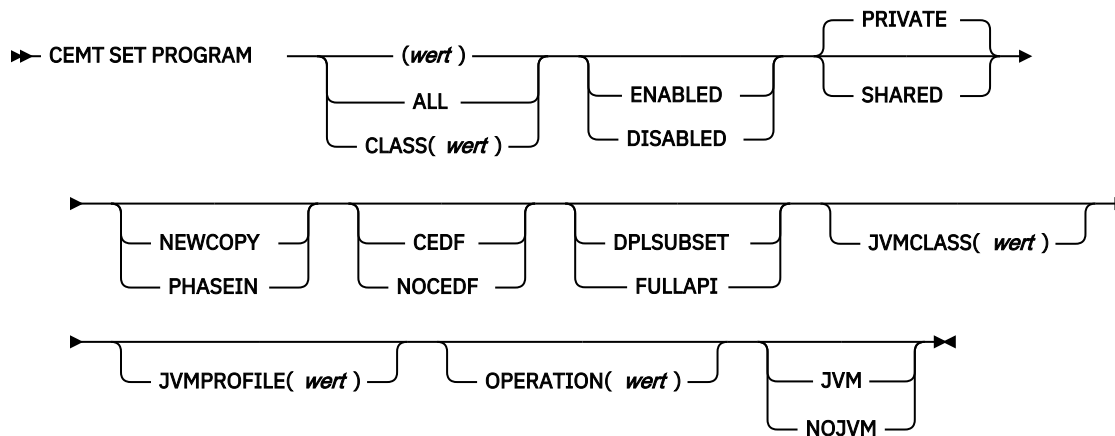 PRIVATE
CEMT SET PROGRAM (wert)
ALL
CLASS( wert )
ENABLED
DISABLED
SHARED
NEWCOPY
PHASEIN
CEDF
NOCEDF
DPLSUBSET
FULLAPI
JVMCLASS( wert )
JVMPROFILE( wert )
OPERATION( wert )
JVM
NOJVM